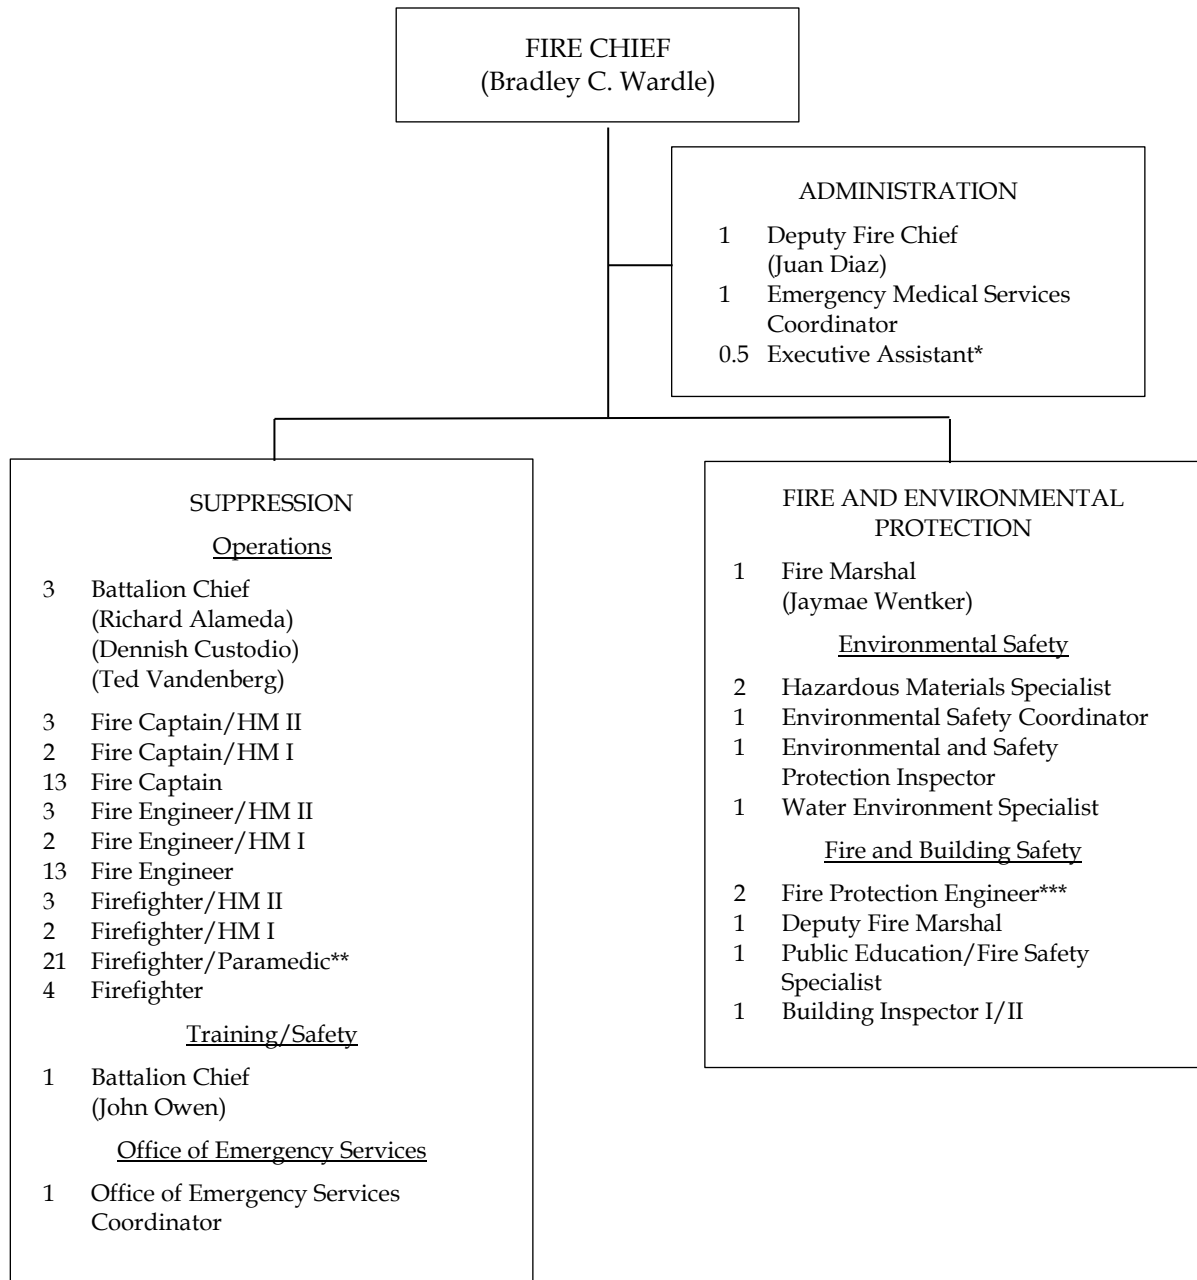 FIRE CHIEF
(Bradley C. Wardle)
ADMINISTRATION
1 Deputy Fire Chief
(Juan Diaz)
1 Emergency Medical Services
Coordinator
0.5 Executive Assistant*
SUPPRESSION
Operations
3 Battalion Chief
(Richard Alameda)
(Dennish Custodio)
(Ted Vandenberg)
3 Fire Captain/HM II
2 Fire Captain/HM I
13 Fire Captain
3 Fire Engineer/HM II
2 Fire Engineer/HM I
13 Fire Engineer
3 Firefighter/HM II
2 Firefighter/HM I
21 Firefighter/Paramedic**
4 Firefighter
Training/Safety
1 Battalion Chief
(John Owen)
Office of Emergency Services
1 Office of Emergency Services
Coordinator
FIRE AND ENVIRONMENTAL
PROTECTION
1 Fire Marshal
(Jaymae Wentker)
Environmental Safety
2 Hazardous Materials Specialist
1 Environmental Safety Coordinator
1 Environmental and Safety
Protection Inspector
1 Water Environment Specialist
Fire and Building Safety
2 Fire Protection Engineer***
1 Deputy Fire Marshal
1 Public Education/Fire Safety
Specialist
1 Building Inspector I/II